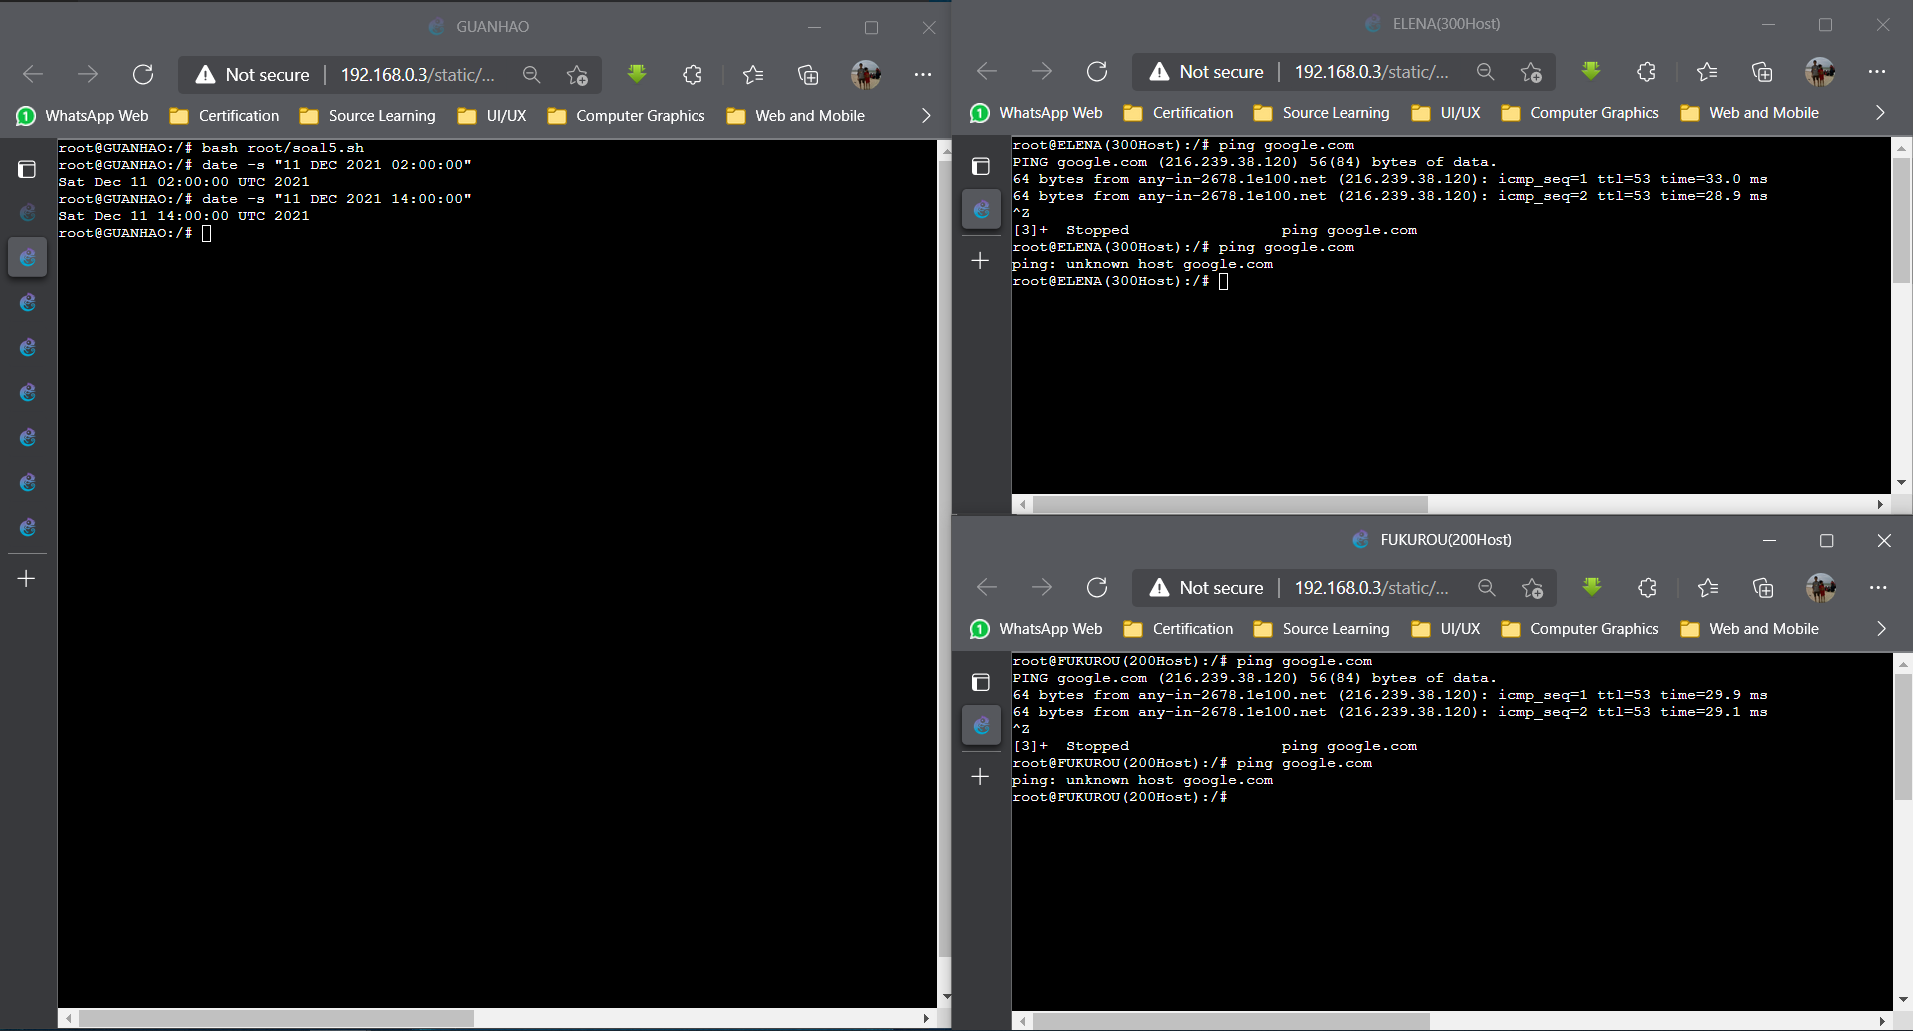 GUANHAO
Not secure | 192.168.0.3/static/...
WhatsApp Web Certification Source Learning UI/UX Computer Graphics Web and Mobile
root@GUANHAO:/# bash root/soal5.sh
root@GUANHAO:/# date -s "11 DEC 2021 02:00:00"
Sat Dec 11 02:00:00 UTC 2021
root@GUANHAO:/# date -s "11 DEC 2021 14:00:00"
Sat Dec 11 14:00:00 UTC 2021
root@GUANHAO:/#
ELENA(300Host)
Not secure | 192.168.0.3/static/...
WhatsApp Web Certification Source Learning UI/UX Computer Graphics Web and Mobile
root@ELENA(300Host):/# ping google.com
PING google.com (216.239.38.120) 56(84) bytes of data.
64 bytes from any-in-2678.1e100.net (216.239.38.120): icmp_seq=1 ttl=53 time=33.0 ms
64 bytes from any-in-2678.1e100.net (216.239.38.120): icmp_seq=2 ttl=53 time=28.9 ms
^Z
[3]+  Stopped                 ping google.com
root@ELENA(300Host):/# ping google.com
ping: unknown host google.com
root@ELENA(300Host):/#
FUKUROU(200Host)
Not secure | 192.168.0.3/static/...
WhatsApp Web Certification Source Learning UI/UX Computer Graphics Web and Mobile
root@FUKUROU(200Host):/# ping google.com
PING google.com (216.239.38.120) 56(84) bytes of data.
64 bytes from any-in-2678.1e100.net (216.239.38.120): icmp_seq=1 ttl=53 time=29.9 ms
64 bytes from any-in-2678.1e100.net (216.239.38.120): icmp_seq=2 ttl=53 time=29.1 ms
^Z
[3]+  Stopped                 ping google.com
root@FUKUROU(200Host):/# ping google.com
ping: unknown host google.com
root@FUKUROU(200Host):/#